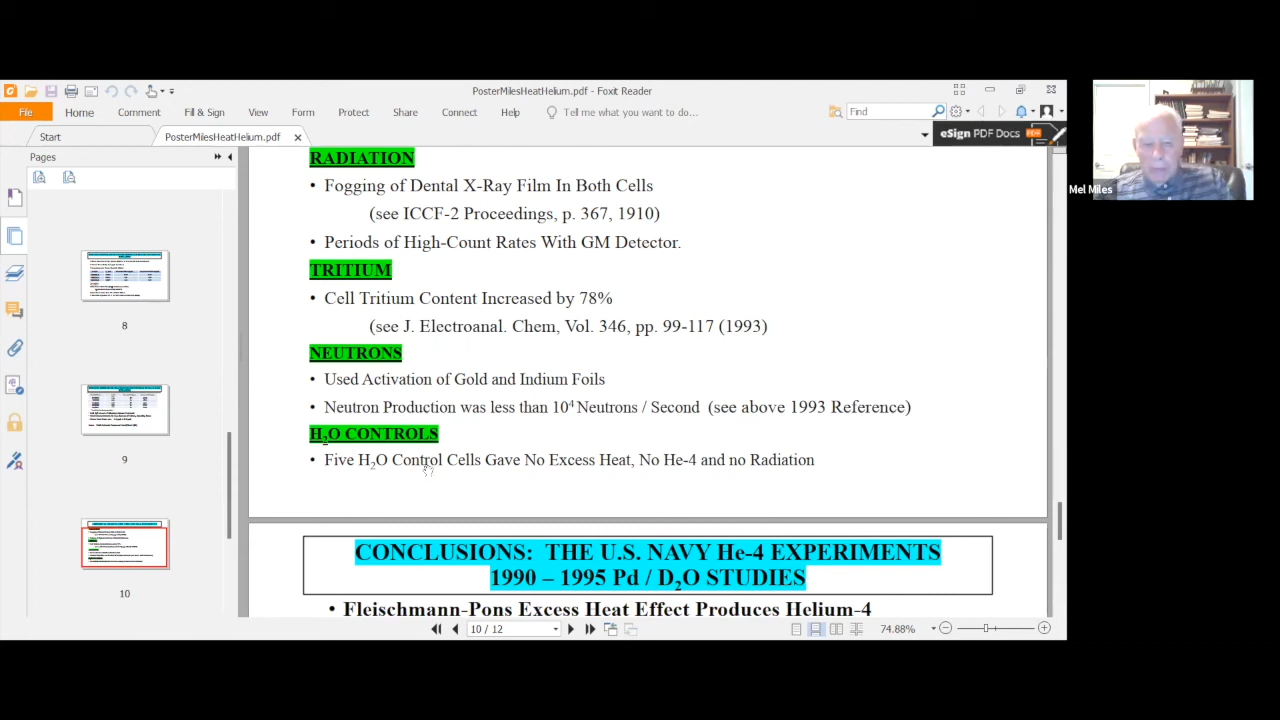 PosterMilesHeatHelium.pdf - Foxit Reader
File
Home
Comment
Fill & Sign
View
Form
Protect
Share
Connect
Help
Tell me what you want to do...
Find
Start
PosterMilesHeatHelium.pdf
eSign PDF Docs
Pages
8
9
10
RADIATION
• Fogging of Dental X-Ray Film In Both Cells
(see ICCF-2 Proceedings, p. 367, 1910)
• Periods of High-Count Rates With GM Detector.
TRITIUM
• Cell Tritium Content Increased by 78%
(see J. Electroanal. Chem, Vol. 346, pp. 99-117 (1993)
NEUTRONS
• Used Activation of Gold and Indium Foils
• Neutron Production was less than 10⁴ Neutrons / Second (see above 1993 Reference)
H₂O CONTROLS
• Five H₂O Control Cells Gave No Excess Heat, No He-4 and no Radiation
CONCLUSIONS: THE U.S. NAVY He-4 EXPERIMENTS
1990 – 1995 Pd / D₂O STUDIES
• Fleischmann-Pons Excess Heat Effect Produces Helium-4
10 / 12
74.88%
Mel Miles